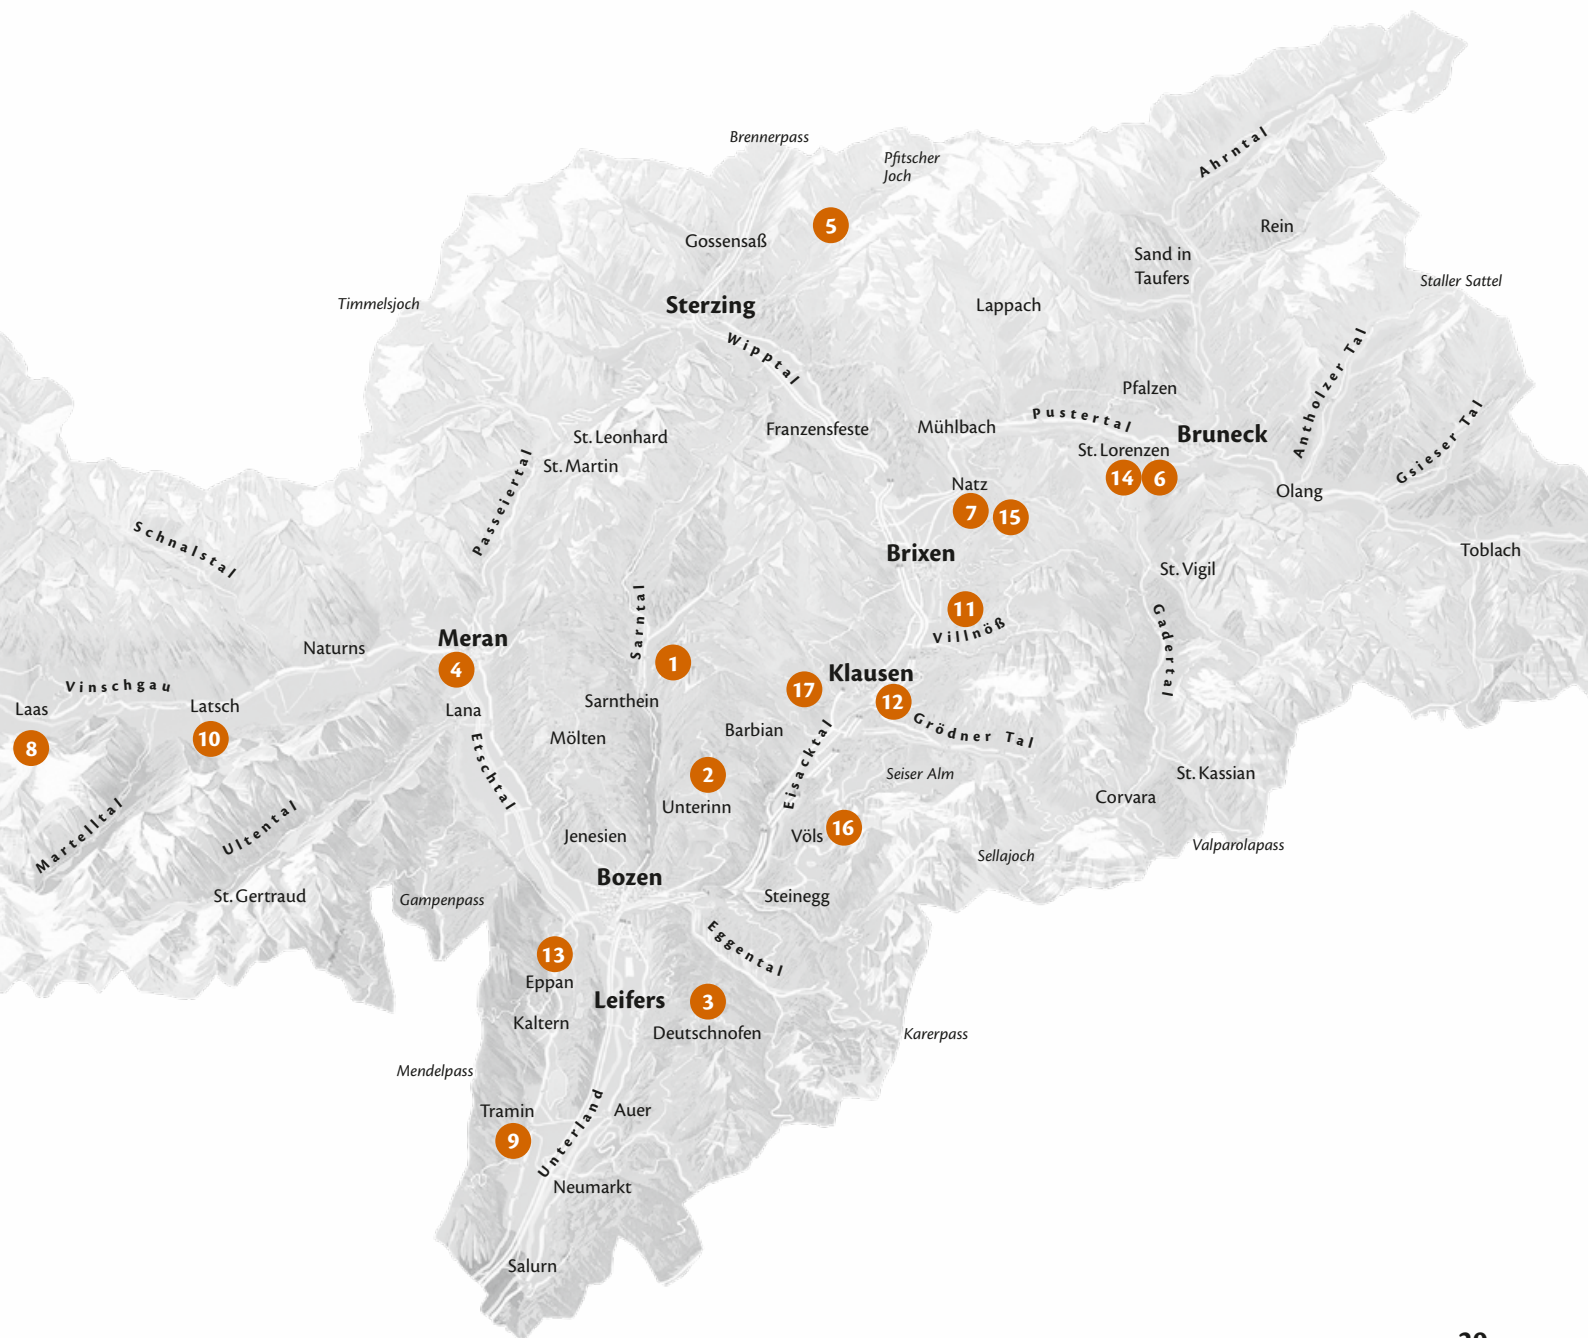 Brennerpass
Pfitscher
Joch
Ahrntal
5
Gossensaß
Rein
Sand in
Taufers
Staller Sattel
Timmelsjoch
Sterzing
Lappach
Wipptal
Antholzer Tal
Pfalzen
Pustertal
Gsieser Tal
Franzensfeste
Mühlbach
Bruneck
St. Leonhard
St. Martin
St. Lorenzen
14
6
Passeiertal
Natz
7
15
Olang
Schnalstal
Brixen
Toblach
St. Vigil
Sarntal
11
Villnöß
Gadertal
Meran
Naturns
4
1
Klausen
17
12
Vinschgau
Laas
Latsch
Lana
Sarnthein
8
10
Mölten
Barbian
Grödner Tal
Etschtal
Eisacktal
2
Unterinn
Seiser Alm
St. Kassian
Corvara
Martelltal
Ultental
Jenesien
Völs
16
Sellajoch
Valparolapass
Bozen
St. Gertraud
Gampenpass
Steinegg
Eggental
13
Eppan
Leifers
3
Kaltern
Deutschnofen
Karerpass
Mendelpass
Tramin
Auer
9
Unterland
Neumarkt
Salurn